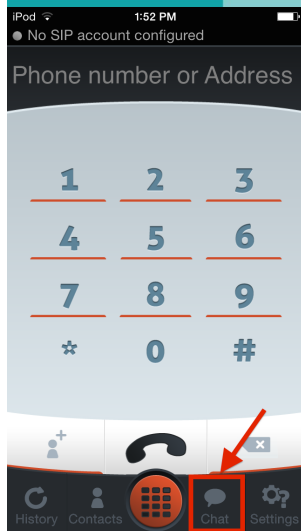 iPod 1:52 PM
No SIP account configured
Phone number or Address
1 2 3
4 5 6
7 8 9
* 0 #
History Contacts Chat Settings